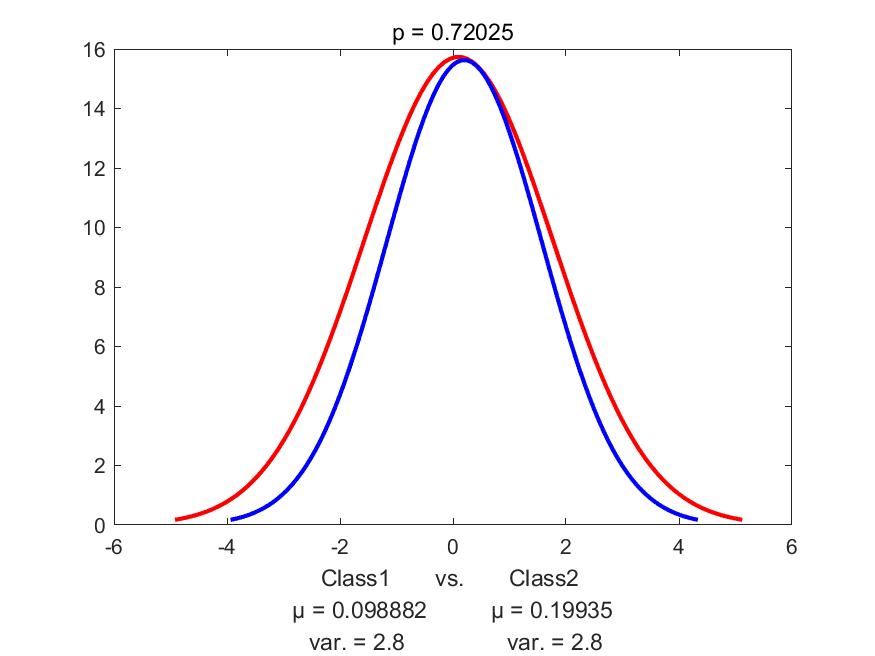 p = 0.72025
16
14
12
10
8
6
4
2
0
-6 -4 -2 0 2 4 6
Class1 vs. Class2
μ = 0.098882 μ = 0.19935
var. = 2.8 var. = 2.8